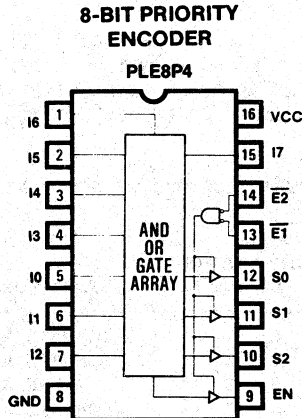 8-BIT PRIORITY
ENCODER
PLE8P4
I6 1 16 VCC
I5 2 15 I7
I4 3 14 E2
I3 4 13 E1
AND
OR
GATE
ARRAY
I0 5 12 S0
I1 6 11 S1
I2 7 10 S2
GND 8 9 EN